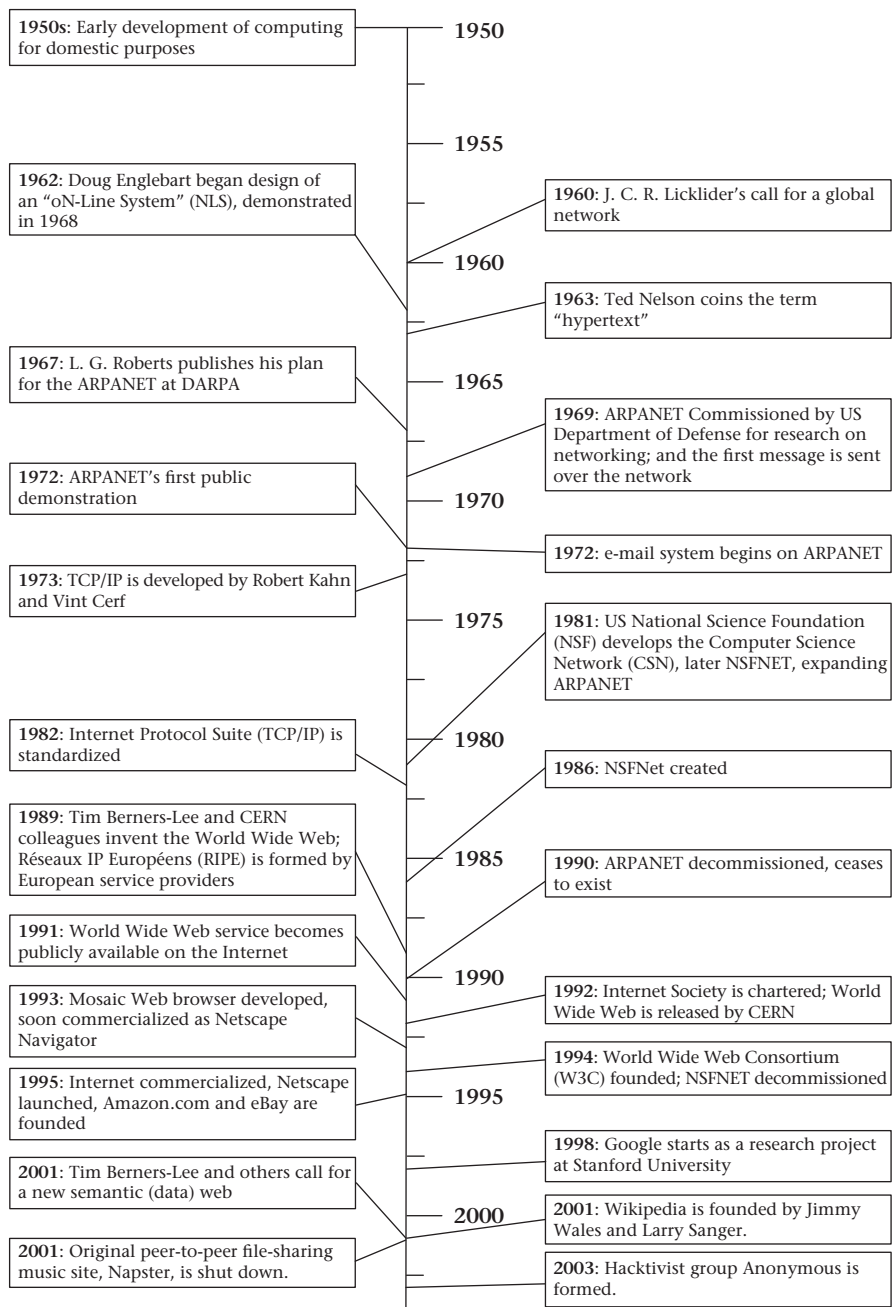 1950s: Early development of computing
for domestic purposes
1950
1955
1962: Doug Englebart began design of
an “oN-Line System” (NLS), demonstrated
in 1968
1960: J. C. R. Licklider’s call for a global
network
1960
1963: Ted Nelson coins the term
“hypertext”
1967: L. G. Roberts publishes his plan
for the ARPANET at DARPA
1965
1969: ARPANET Commissioned by US
Department of Defense for research on
networking; and the first message is sent
over the network
1972: ARPANET’s first public
demonstration
1970
1972: e-mail system begins on ARPANET
1973: TCP/IP is developed by Robert Kahn
and Vint Cerf
1975
1981: US National Science Foundation
(NSF) develops the Computer Science
Network (CSN), later NSFNET, expanding
ARPANET
1982: Internet Protocol Suite (TCP/IP) is
standardized
1980
1986: NSFNet created
1989: Tim Berners-Lee and CERN
colleagues invent the World Wide Web;
Réseaux IP Européens (RIPE) is formed by
European service providers
1985
1990: ARPANET decommissioned, ceases
to exist
1991: World Wide Web service becomes
publicly available on the Internet
1990
1992: Internet Society is chartered; World
Wide Web is released by CERN
1993: Mosaic Web browser developed,
soon commercialized as Netscape
Navigator
1994: World Wide Web Consortium
(W3C) founded; NSFNET decommissioned
1995: Internet commercialized, Netscape
launched, Amazon.com and eBay are
founded
1995
1998: Google starts as a research project
at Stanford University
2001: Tim Berners-Lee and others call for
a new semantic (data) web
2000
2001: Wikipedia is founded by Jimmy
Wales and Larry Sanger.
2001: Original peer-to-peer file-sharing
music site, Napster, is shut down.
2003: Hacktivist group Anonymous is
formed.